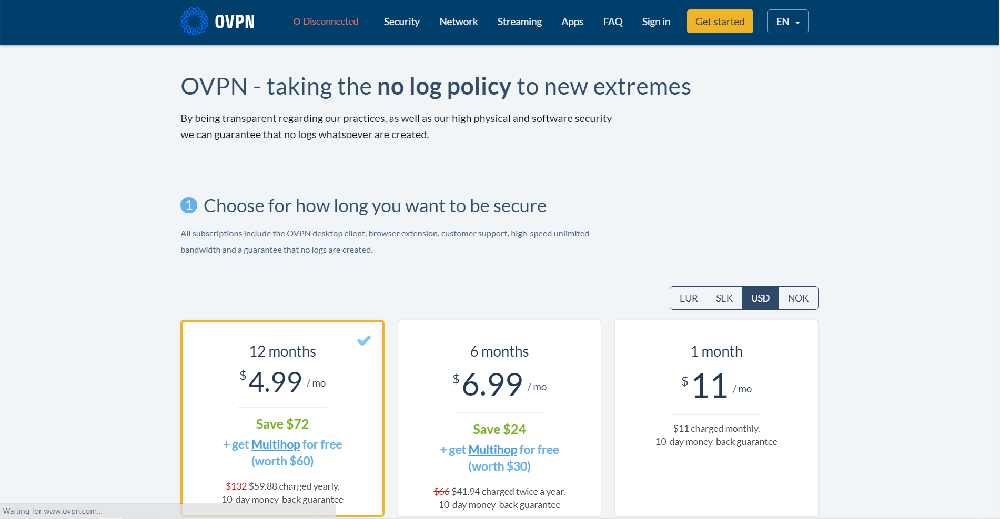 OVPN
Disconnected
Security
Network
Streaming
Apps
FAQ
Sign in
Get started
EN
OVPN - taking the no log policy to new extremes
By being transparent regarding our practices, as well as our high physical and software security
we can guarantee that no logs whatsoever are created.
1 Choose for how long you want to be secure
All subscriptions include the OVPN desktop client, browser extension, customer support, high-speed unlimited
bandwidth and a guarantee that no logs are created.
EUR
SEK
USD
NOK
12 months
$4.99 / mo
Save $72
+ get Multihop for free
(worth $60)
$132 $59.88 charged yearly.
10-day money-back guarantee
6 months
$6.99 / mo
Save $24
+ get Multihop for free
(worth $30)
$66 $41.94 charged twice a year.
10-day money-back guarantee
1 month
$11 / mo
$11 charged monthly.
10-day money-back guarantee
Waiting for www.ovpn.com...